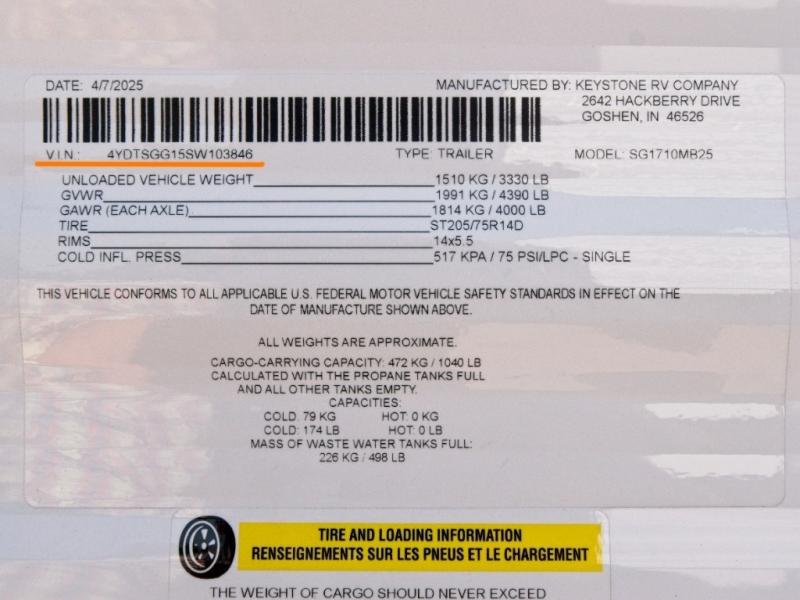 DATE: 4/7/2025 MANUFACTURED BY: KEYSTONE RV COMPANY
2642 HACKBERRY DRIVE
GOSHEN, IN 46526
V.I.N.: 4YDTSGG15SW103846 TYPE: TRAILER MODEL: SG1710MB25
UNLOADED VEHICLE WEIGHT 1510 KG / 3330 LB
GVWR 1991 KG / 4390 LB
GAWR (EACH AXLE) 1814 KG / 4000 LB
TIRE ST205/75R14D
RIMS 14x5.5
COLD INFL. PRESS 517 KPA / 75 PSI/LPC - SINGLE
THIS VEHICLE CONFORMS TO ALL APPLICABLE U.S. FEDERAL MOTOR VEHICLE SAFETY STANDARDS IN EFFECT ON THE
DATE OF MANUFACTURE SHOWN ABOVE.
ALL WEIGHTS ARE APPROXIMATE.
CARGO-CARRYING CAPACITY: 472 KG / 1040 LB
CALCULATED WITH THE PROPANE TANKS FULL
AND ALL OTHER TANKS EMPTY.
CAPACITIES:
COLD: 79 KG HOT: 0 KG
COLD: 174 LB HOT: 0 LB
MASS OF WASTE WATER TANKS FULL:
226 KG / 498 LB
TIRE AND LOADING INFORMATION
RENSEIGNEMENTS SUR LES PNEUS ET LE CHARGEMENT
THE WEIGHT OF CARGO SHOULD NEVER EXCEED